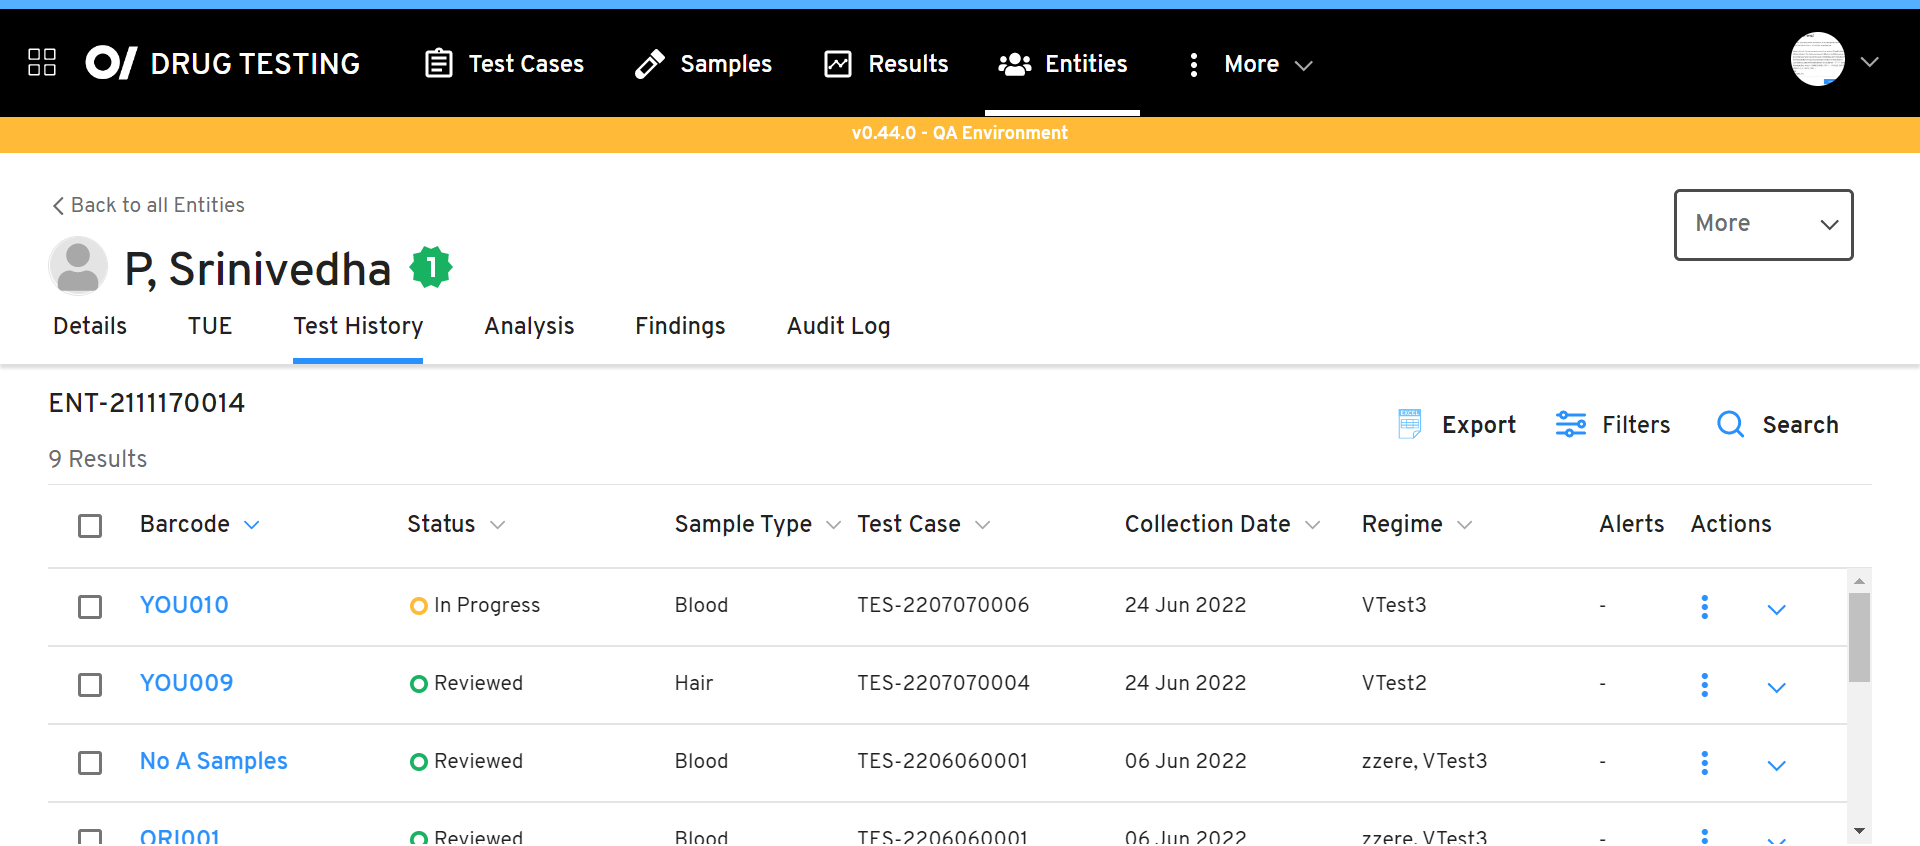 DRUG TESTING Test Cases Samples Results Entities More
v0.44.0 - QA Environment
Back to all Entities
More
P, Srinivedha 1
Details TUE Test History Analysis Findings Audit Log
ENT-2111170014
Export Filters Search
9 Results
Barcode Status Sample Type Test Case Collection Date Regime Alerts Actions
YOU010 In Progress Blood TES-2207070006 24 Jun 2022 VTest3 -
YOU009 Reviewed Hair TES-2207070004 24 Jun 2022 VTest2 -
No A Samples Reviewed Blood TES-2206060001 06 Jun 2022 zzere, VTest3 -
ORI001 Reviewed Blood TES-2206060001 06 Jun 2022 zzere, VTest3 -